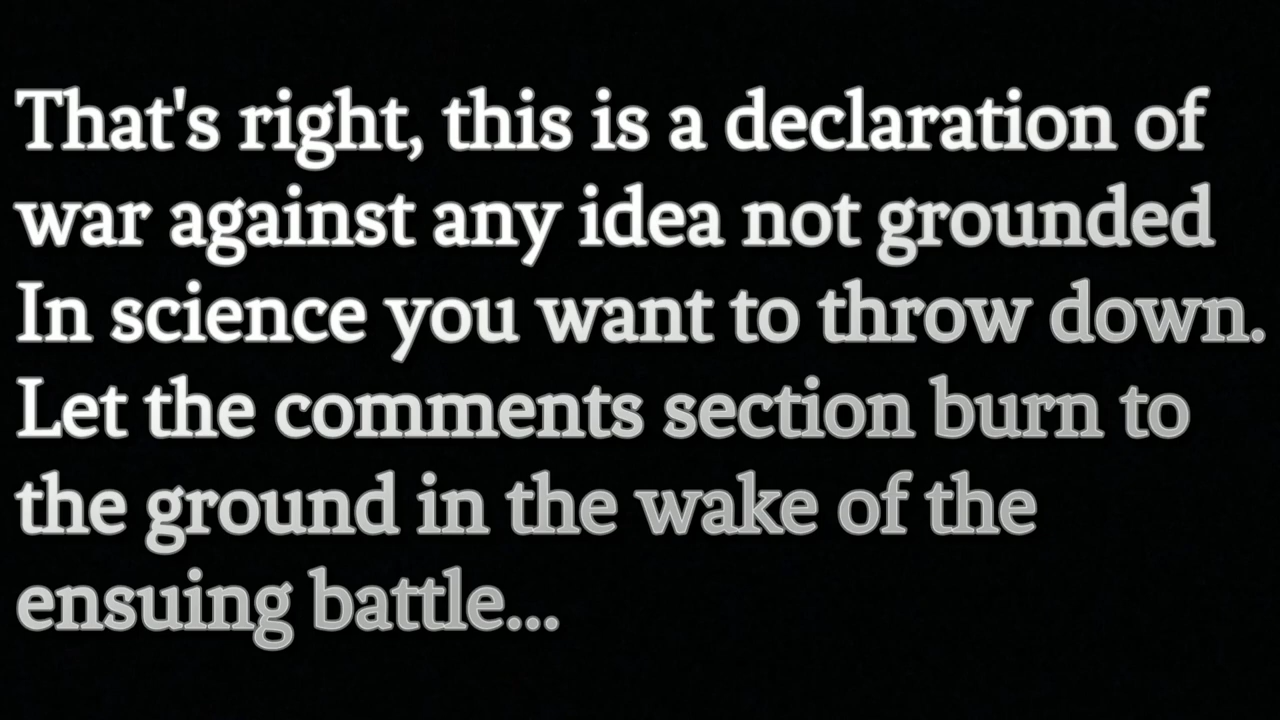 That's right, this is a declaration of
war against any idea not grounded
In science you want to throw down.
Let the comments section burn to
the ground in the wake of the
ensuing battle...